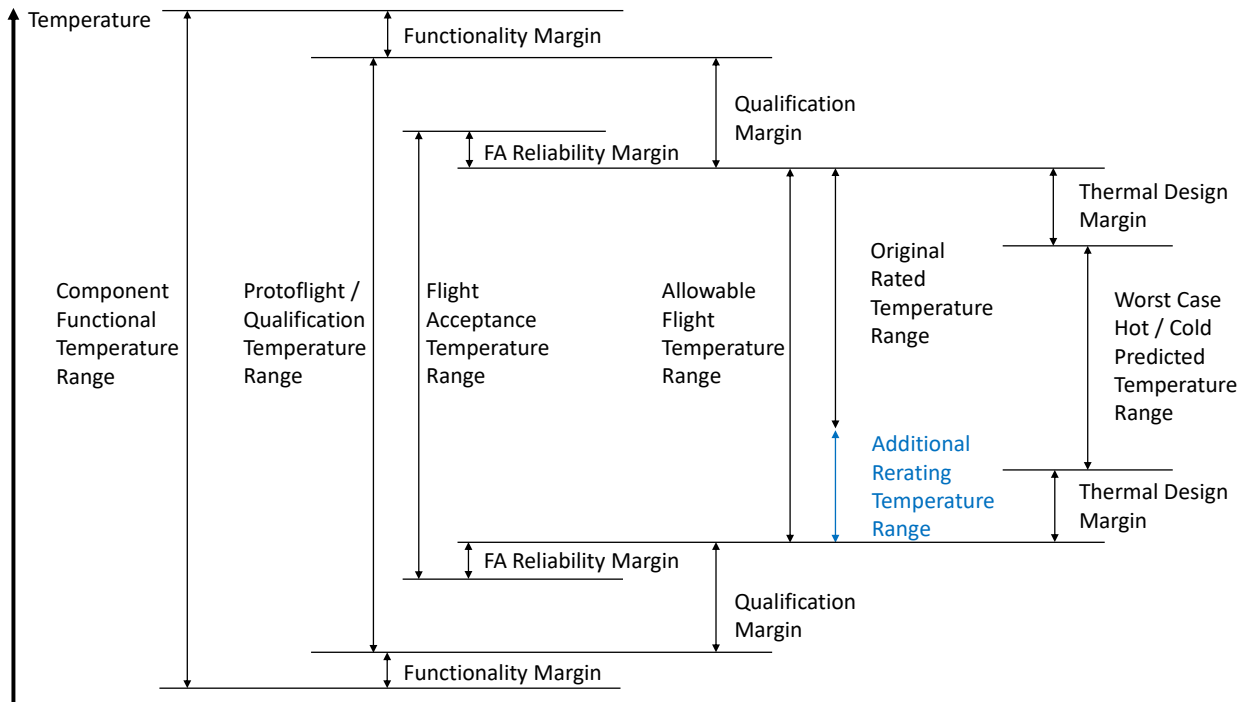 Temperature
Functionality Margin
Qualification
Margin
FA Reliability Margin
Thermal Design
Margin
Component
Functional
Temperature
Range
Protoflight /
Qualification
Temperature
Range
Flight
Acceptance
Temperature
Range
Allowable
Flight
Temperature
Range
Original
Rated
Temperature
Range
Worst Case
Hot / Cold
Predicted
Temperature
Range
Additional
Rerating
Temperature
Range
Thermal Design
Margin
FA Reliability Margin
Qualification
Margin
Functionality Margin